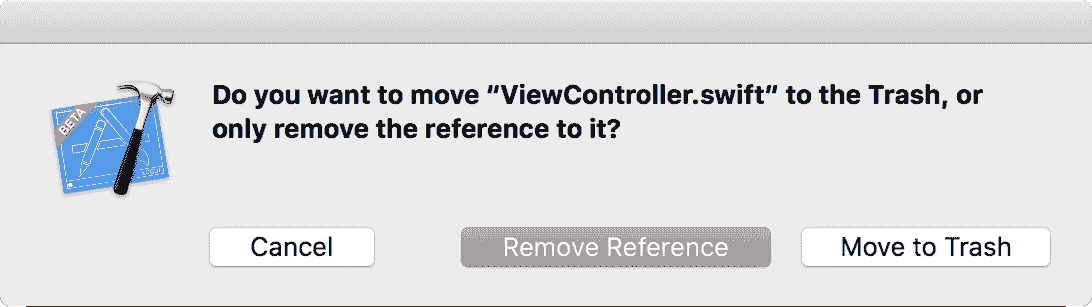 Do you want to move “ViewController.swift” to the Trash, or
only remove the reference to it?
BETA
Cancel
Remove Reference
Move to Trash